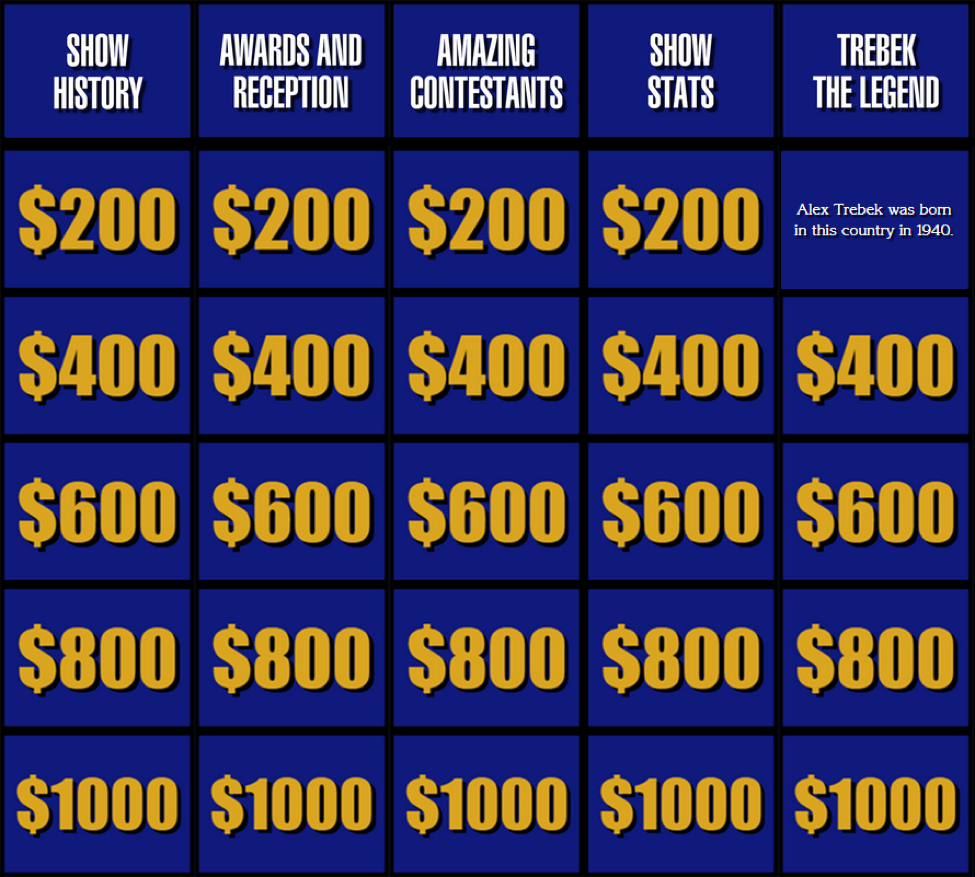 SHOW
HISTORY
AWARDS AND
RECEPTION
AMAZING
CONTESTANTS
SHOW
STATS
TREBEK
THE LEGEND
$200
$200
$200
$200
Alex Trebek was born
in this country in 1940.
$400
$400
$400
$400
$400
$600
$600
$600
$600
$600
$800
$800
$800
$800
$800
$1000
$1000
$1000
$1000
$1000